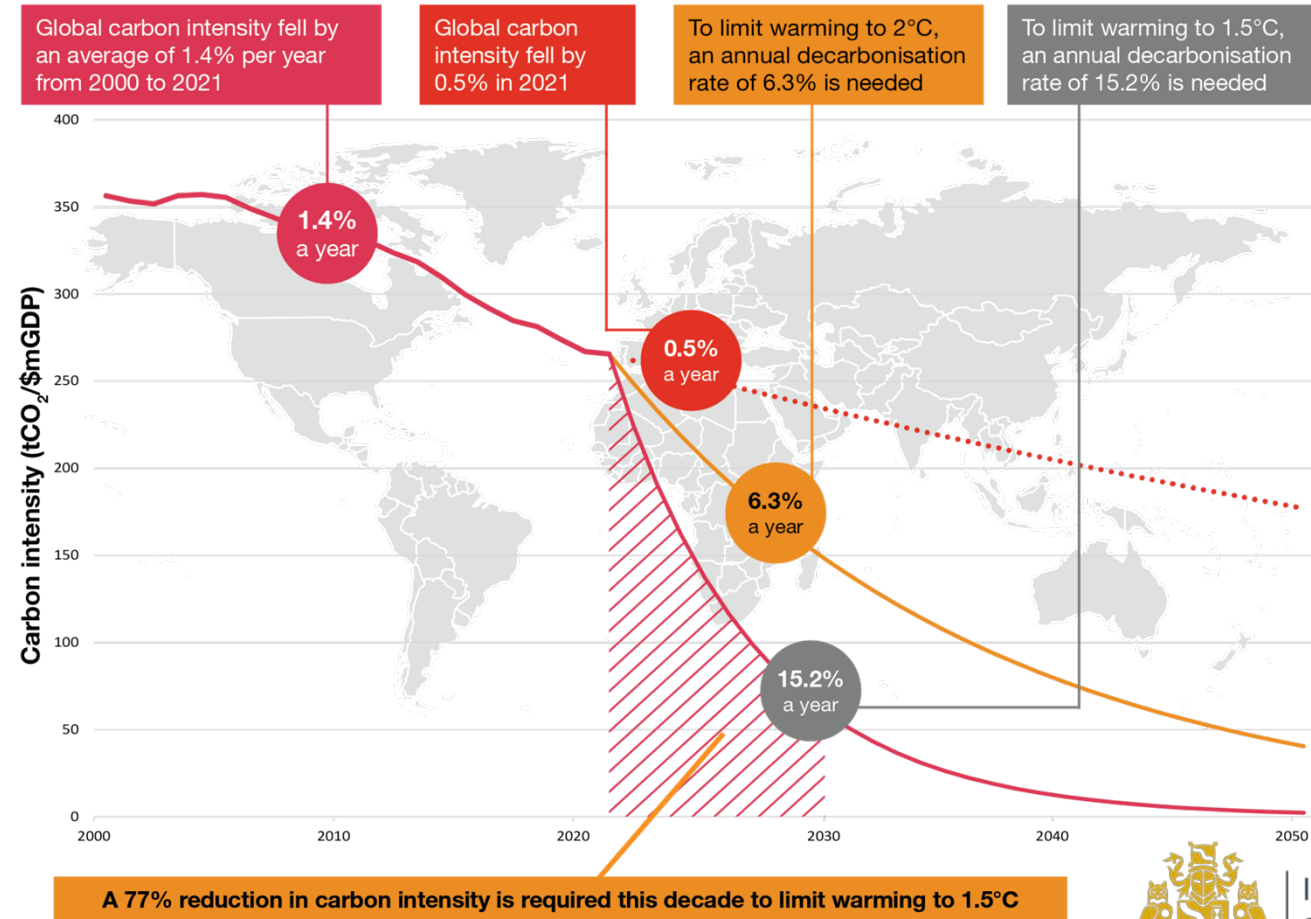 Global carbon intensity fell by
an average of 1.4% per year
from 2000 to 2021
Global carbon
intensity fell by
0.5% in 2021
To limit warming to 2°C,
an annual decarbonisation
rate of 6.3% is needed
To limit warming to 1.5°C,
an annual decarbonisation
rate of 15.2% is needed
Carbon intensity (tCO₂/$mGDP)
400
350
300
250
200
150
100
50
0
1.4%
a year
0.5%
a year
6.3%
a year
15.2%
a year
2000
2010
2020
2030
2040
2050
A 77% reduction in carbon intensity is required this decade to limit warming to 1.5°C